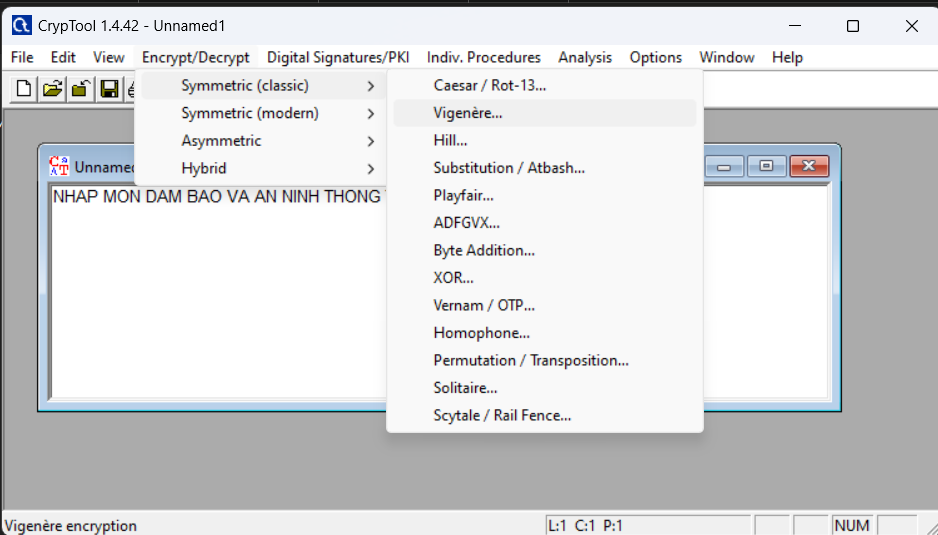 CrypTool 1.4.42 - Unnamed1
File Edit View Encrypt/Decrypt Digital Signatures/PKI Indiv. Procedures Analysis Options Window Help
Symmetric (classic)
Symmetric (modern)
Asymmetric
Hybrid
Caesar / Rot-13...
Vigenère...
Hill...
Substitution / Atbash...
Playfair...
ADFGVX...
Byte Addition...
XOR...
Vernam / OTP...
Homophone...
Permutation / Transposition...
Solitaire...
Scytale / Rail Fence...
NHAP MON DAM BAO VA AN NINH THONG
Vigenère encryption
L:1 C:1 P:1
NUM